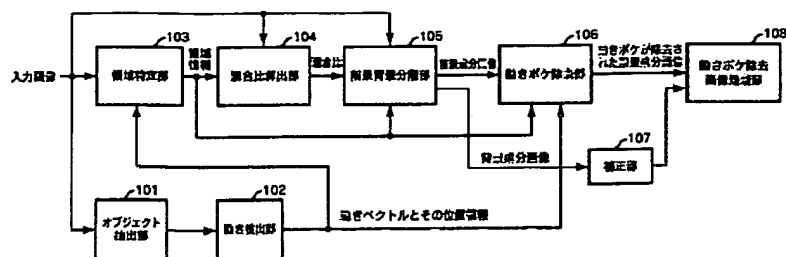 103
104
105
106
108
領域
情報
混合比
前景成分画像
動きボケが除去さ
れた前景成分画像
入力画像
領域特定部
混合比算出部
前景背景分離部
動きボケ除去部
動きボケ除去
107
背景成分画像
補正部
101
102
オブジェクト
抽出部
動き検出部
動きベクトルとその位置情報